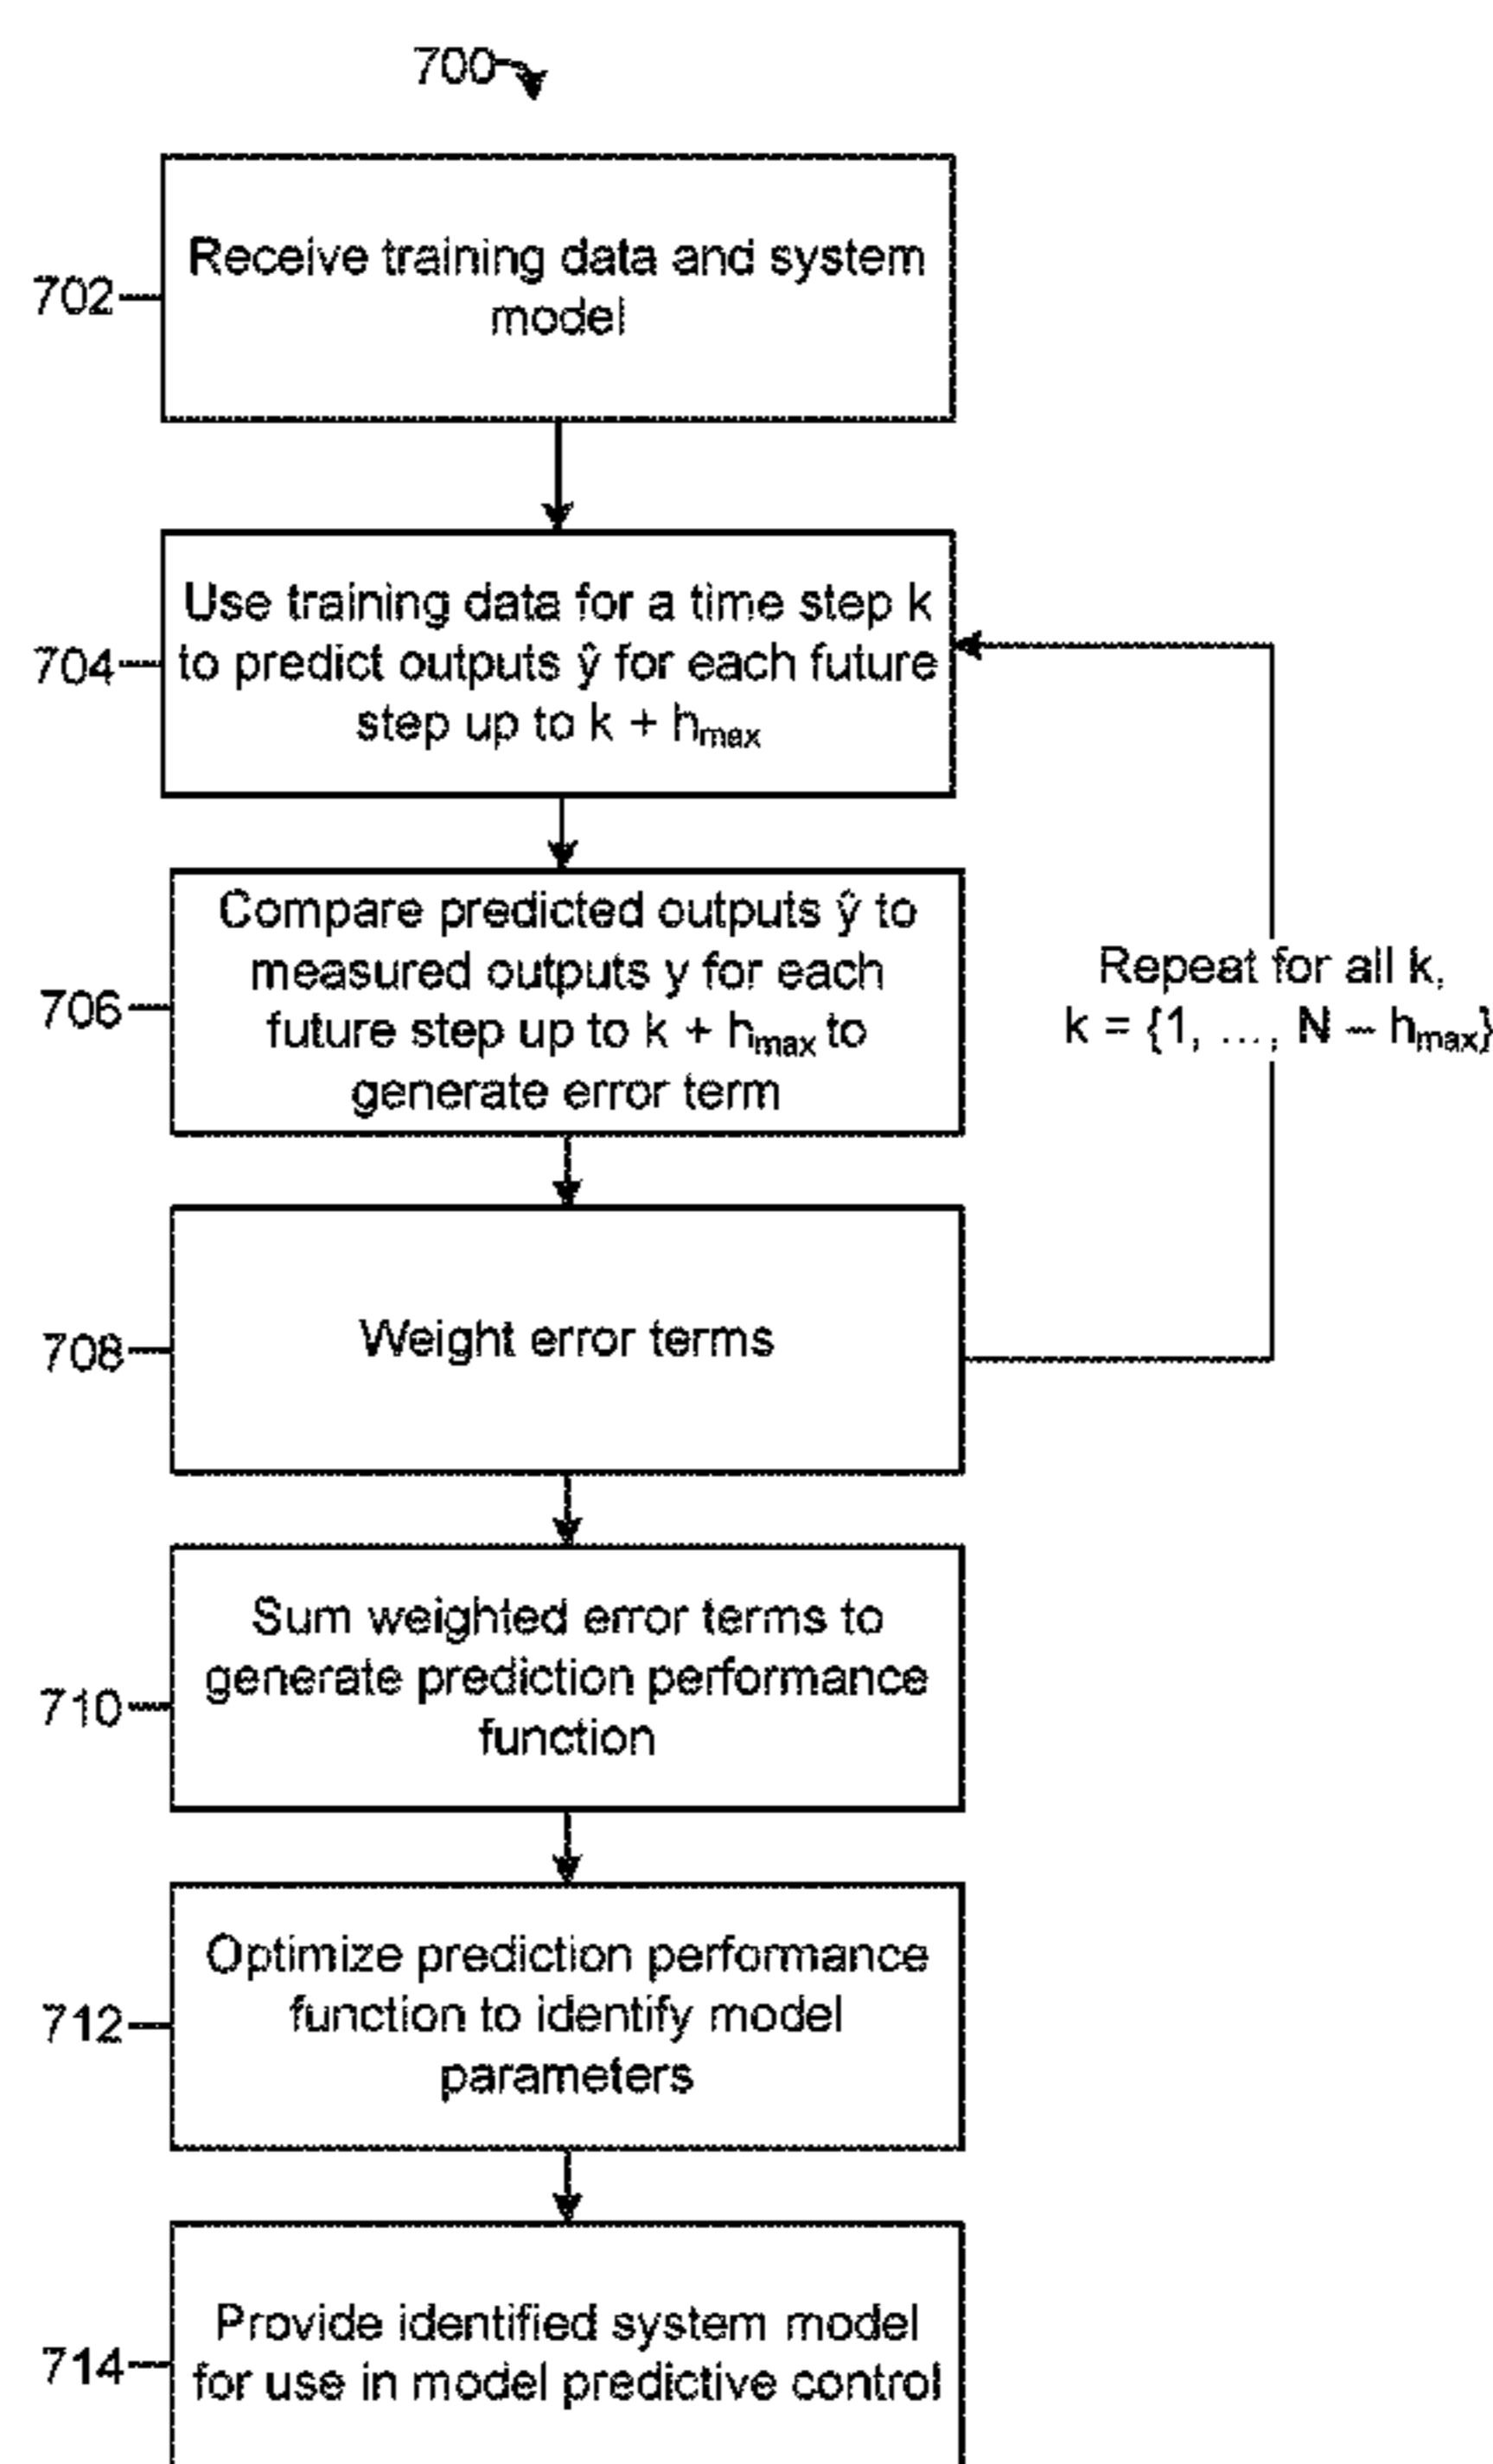 700
Receive training data and system
model
702
Use training data for a time step k
to predict outputs ŷ for each future
step up to k + hmax
704
Compare predicted outputs ŷ to
measured outputs y for each
future step up to k + hmax to
generate error term
706
Repeat for all k,
k = {1, ..., N – hmax}
Weight error terms
708
Sum weighted error terms to
generate prediction performance
function
710
Optimize prediction performance
function to identify model
parameters
712
Provide identified system model
for use in model predictive control
714